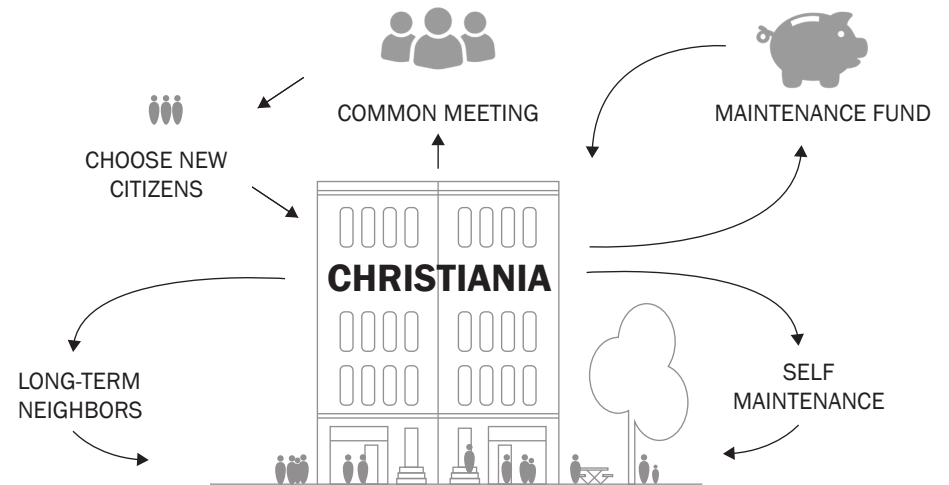 COMMON MEETING
MAINTENANCE FUND
CHOOSE NEW
CITIZENS
CHRISTIANIA
LONG-TERM
NEIGHBORS
SELF
MAINTENANCE